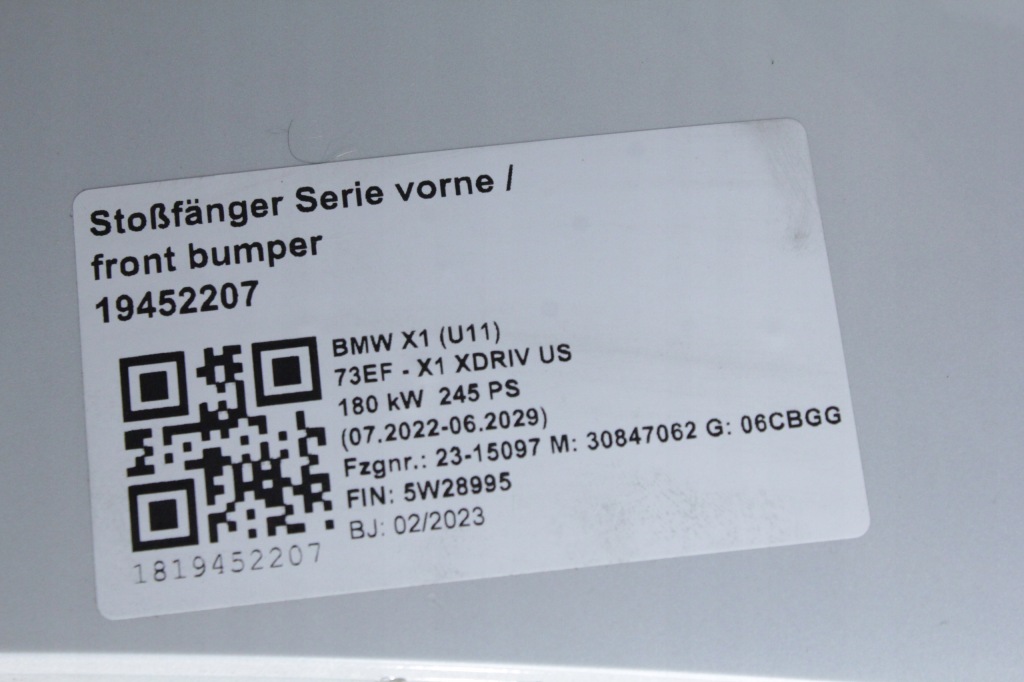 Stoßfänger Serie vorne /
front bumper
19452207
BMW X1 (U11)
73EF - X1 XDRIV US
180 kW 245 PS
(07.2022-06.2029)
Fzgnr.: 23-15097 M: 30847062 G: 06CBGG
FIN: 5W28995
BJ: 02/2023
1819452207